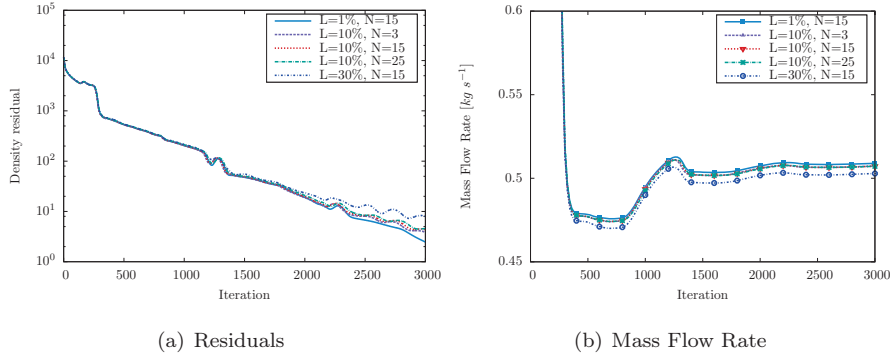 10^5
10^4
10^3
10^2
10^1
10^0
Density residual
0 500 1000 1500 2000 2500 3000
Iteration
L=1%, N=15
L=10%, N=3
L=10%, N=15
L=10%, N=25
L=30%, N=15
(a) Residuals
0.6
0.55
0.5
0.45
Mass Flow Rate [kg s^-1]
0 500 1000 1500 2000 2500 3000
Iteration
L=1%, N=15
L=10%, N=3
L=10%, N=15
L=10%, N=25
L=30%, N=15
(b) Mass Flow Rate